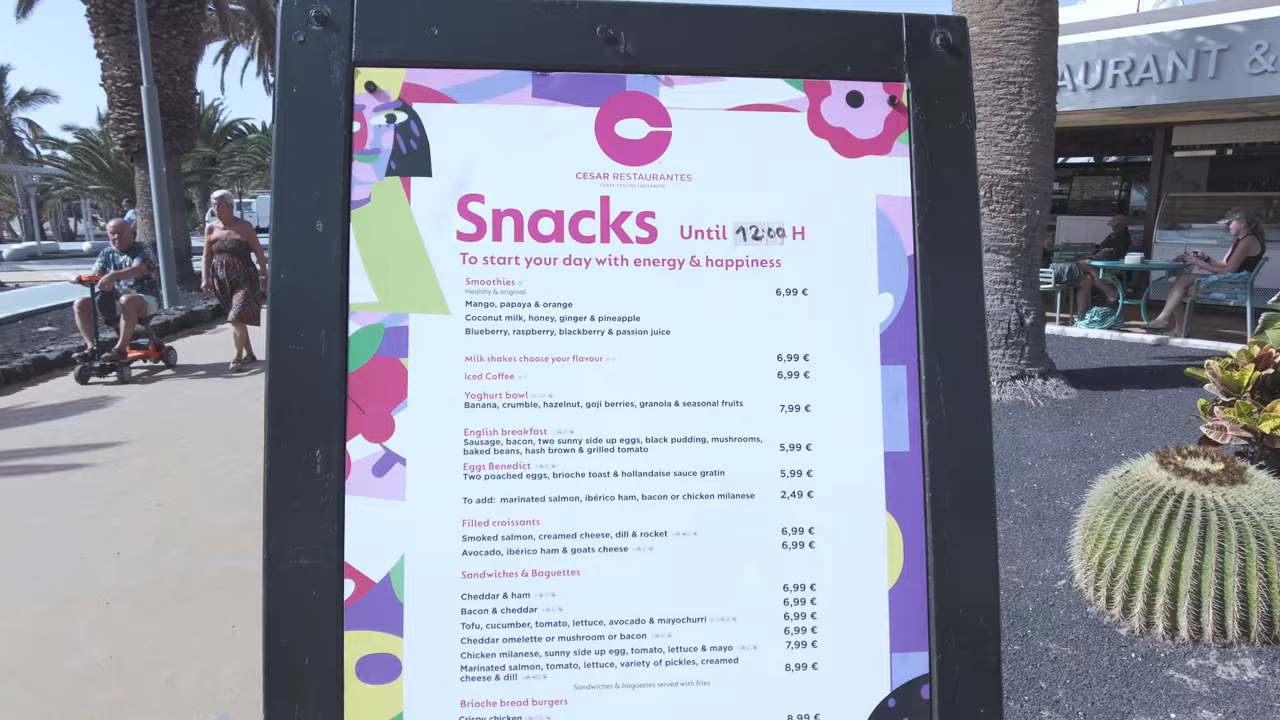 AURANT &
CESAR RESTAURANTES
COSTA TEGUISE LANZAROTE
Snacks Until 12:00 H
To start your day with energy & happiness
Smoothies
Healthy & original 6,99 €
Mango, papaya & orange
Coconut milk, honey, ginger & pineapple
Blueberry, raspberry, blackberry & passion juice
Milk shakes choose your flavour 6,99 €
Iced Coffee 6,99 €
Yoghurt bowl
Banana, crumble, hazelnut, goji berries, granola & seasonal fruits 7,99 €
English breakfast
Sausage, bacon, two sunny side up eggs, black pudding, mushrooms,
baked beans, hash brown & grilled tomato 5,99 €
Eggs Benedict
Two poached eggs, brioche toast & hollandaise sauce gratin 5,99 €
To add: marinated salmon, ibérico ham, bacon or chicken milanese 2,49 €
Filled croissants
Smoked salmon, creamed cheese, dill & rocket 6,99 €
Avocado, ibérico ham & goats cheese 6,99 €
Sandwiches & Baguettes
Cheddar & ham 6,99 €
Bacon & cheddar 6,99 €
Tofu, cucumber, tomato, lettuce, avocado & mayochurri 6,99 €
Cheddar omelette or mushroom or bacon 6,99 €
Chicken milanese, sunny side up egg, tomato, lettuce & mayo 7,99 €
Marinated salmon, tomato, lettuce, variety of pickles, creamed
cheese & dill 8,99 €
Sandwiches & baguettes served with fries
Brioche bread burgers
Crispy chicken 8,99 €